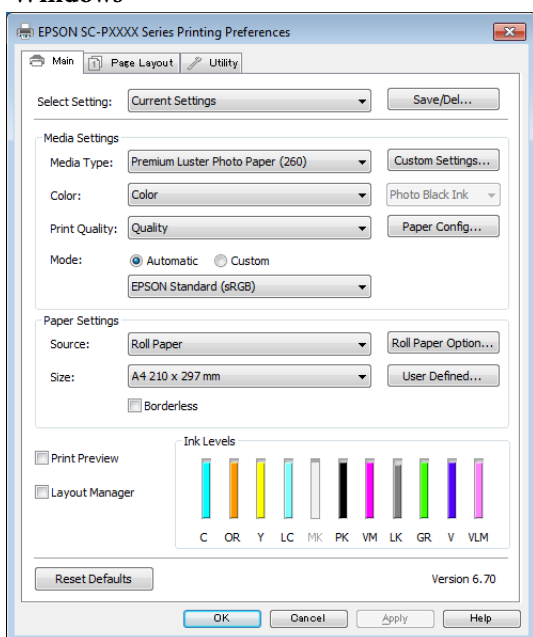 Windows
EPSON SC-PXXXX Series Printing Preferences
Main Page Layout Utility
Select Setting: Current Settings Save/Del...
Media Settings
Media Type: Premium Luster Photo Paper (260) Custom Settings...
Color: Color Photo Black Ink
Print Quality: Quality Paper Config...
Mode: Automatic Custom
EPSON Standard (sRGB)
Paper Settings
Source: Roll Paper Roll Paper Option...
Size: A4 210 x 297 mm User Defined...
Borderless
Ink Levels
Print Preview
Layout Manager
C OR Y LC MK PK VM LK GR V VLM
Reset Defaults Version 6.70
OK Cancel Apply Help